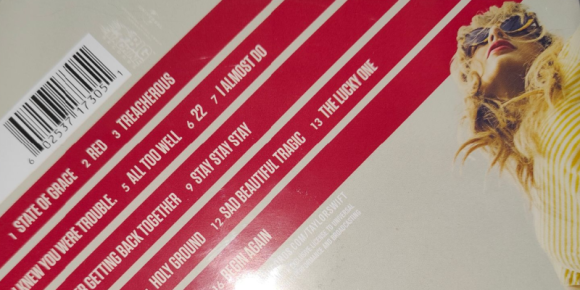 1 STATE OF GRACE 2 RED 3 TREACHEROUS
KNEW YOU WERE TROUBLE. 5 ALL TOO WELL 6 22 7 I ALMOST DO
GETTING BACK TOGETHER 9 STAY STAY STAY
HOLY GROUND 12 SAD BEAUTIFUL TRAGIC 13 THE LUCKY ONE
16 BEGIN AGAIN
6 02537 17305 1